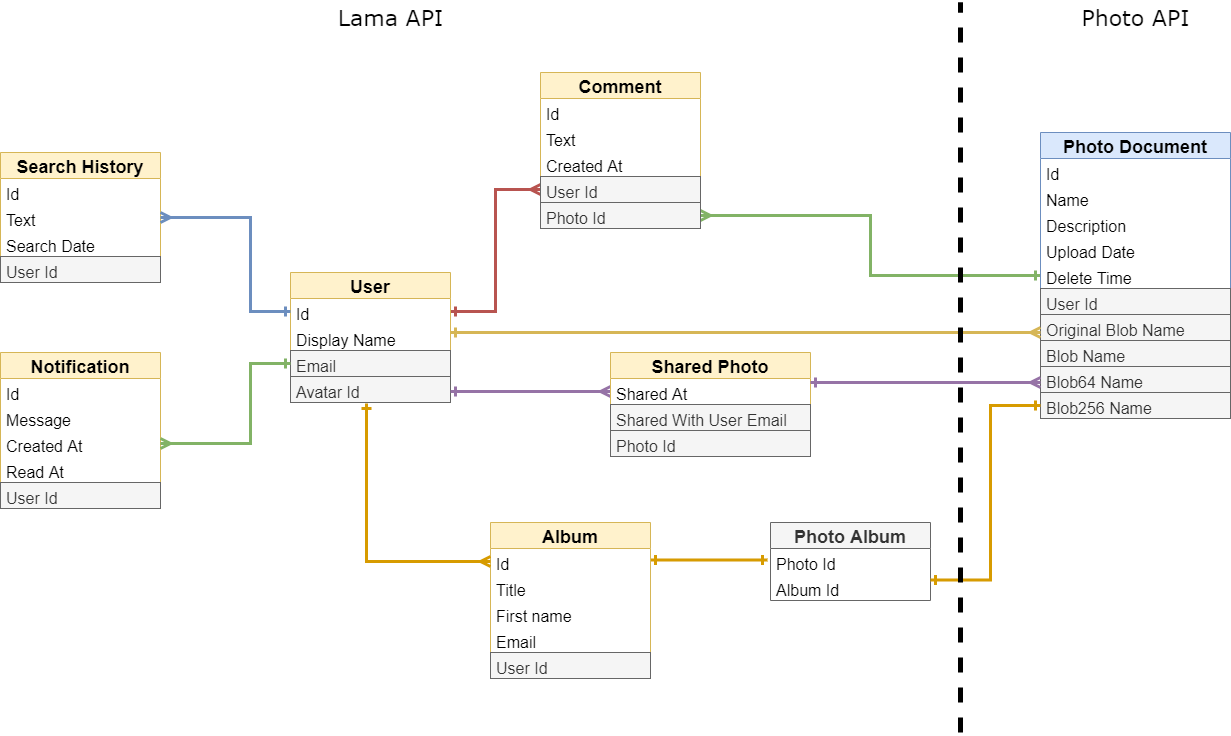 Lama API
Photo API
Comment
Id
Text
Created At
User Id
Photo Id
Photo Document
Id
Name
Description
Upload Date
Delete Time
User Id
Original Blob Name
Blob Name
Blob64 Name
Blob256 Name
Search History
Id
Text
Search Date
User Id
User
Id
Display Name
Email
Avatar Id
Notification
Id
Message
Created At
Read At
User Id
Shared Photo
Shared At
Shared With User Email
Photo Id
Album
Id
Title
First name
Email
User Id
Photo Album
Photo Id
Album Id